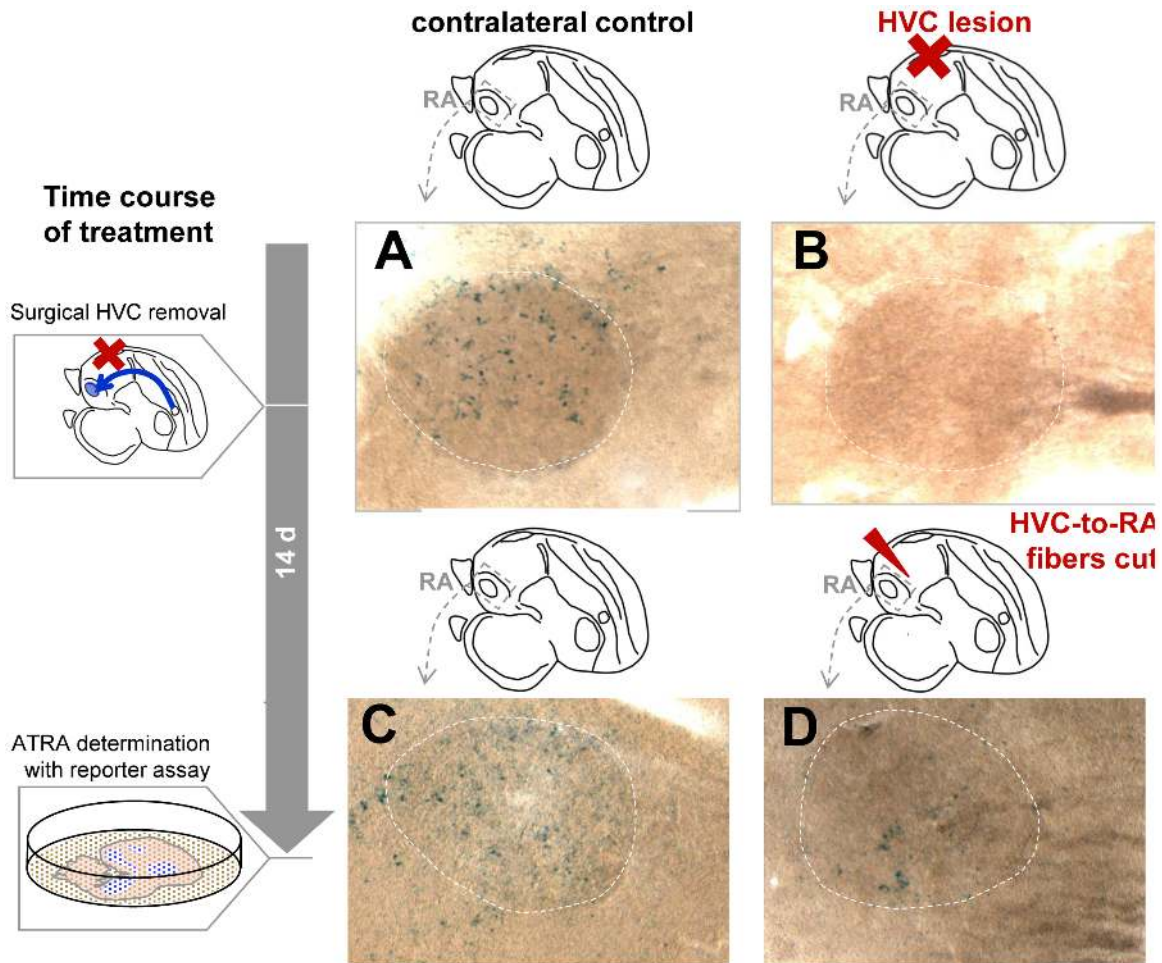 contralateral control
HVC lesion
RA
RA
Time course
of treatment
A
B
Surgical HVC removal
14 d
HVC-to-RA
fibers cut
RA
RA
C
D
ATRA determination
with reporter assay